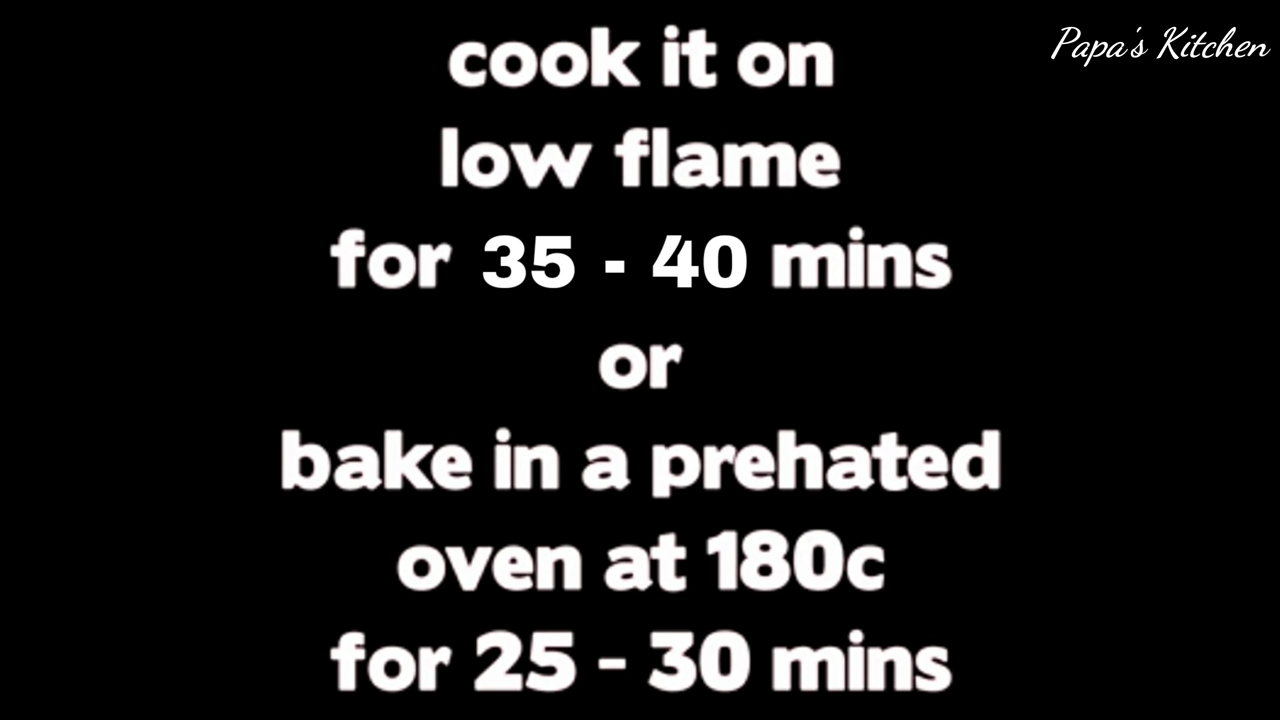 Papa's Kitchen
cook it on
low flame
for 35 - 40 mins
or
bake in a prehated
oven at 180c
for 25 - 30 mins